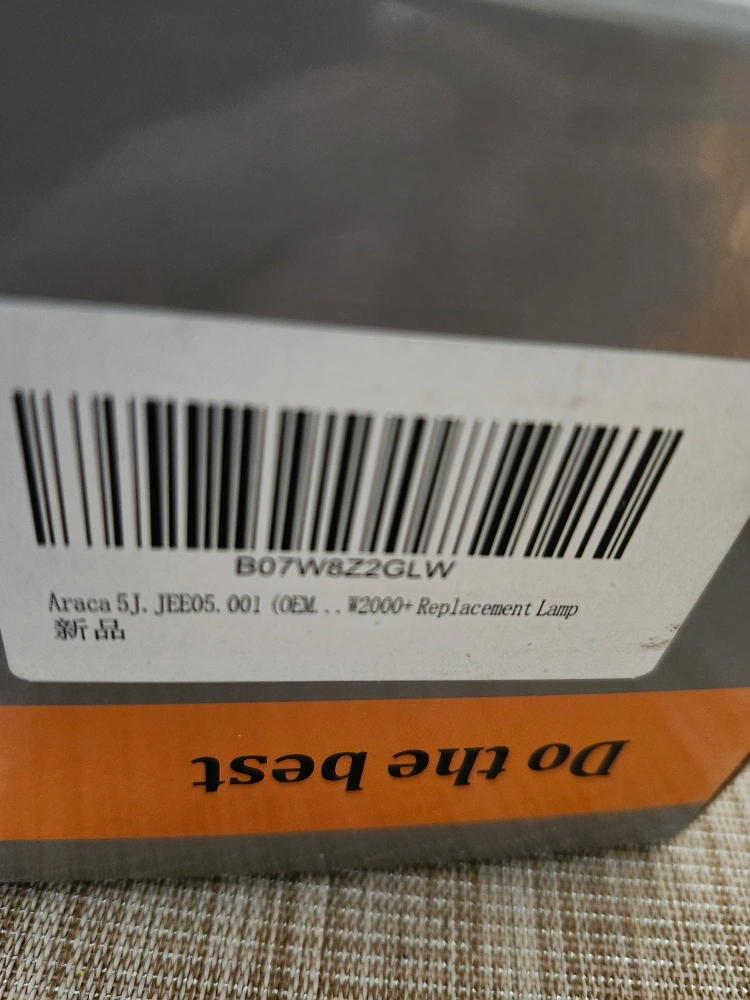 B07W8Z2GLW
Araca 5J. JEE05. 001 (OEM... W2000+ Replacement Lamp
新品
Do the best